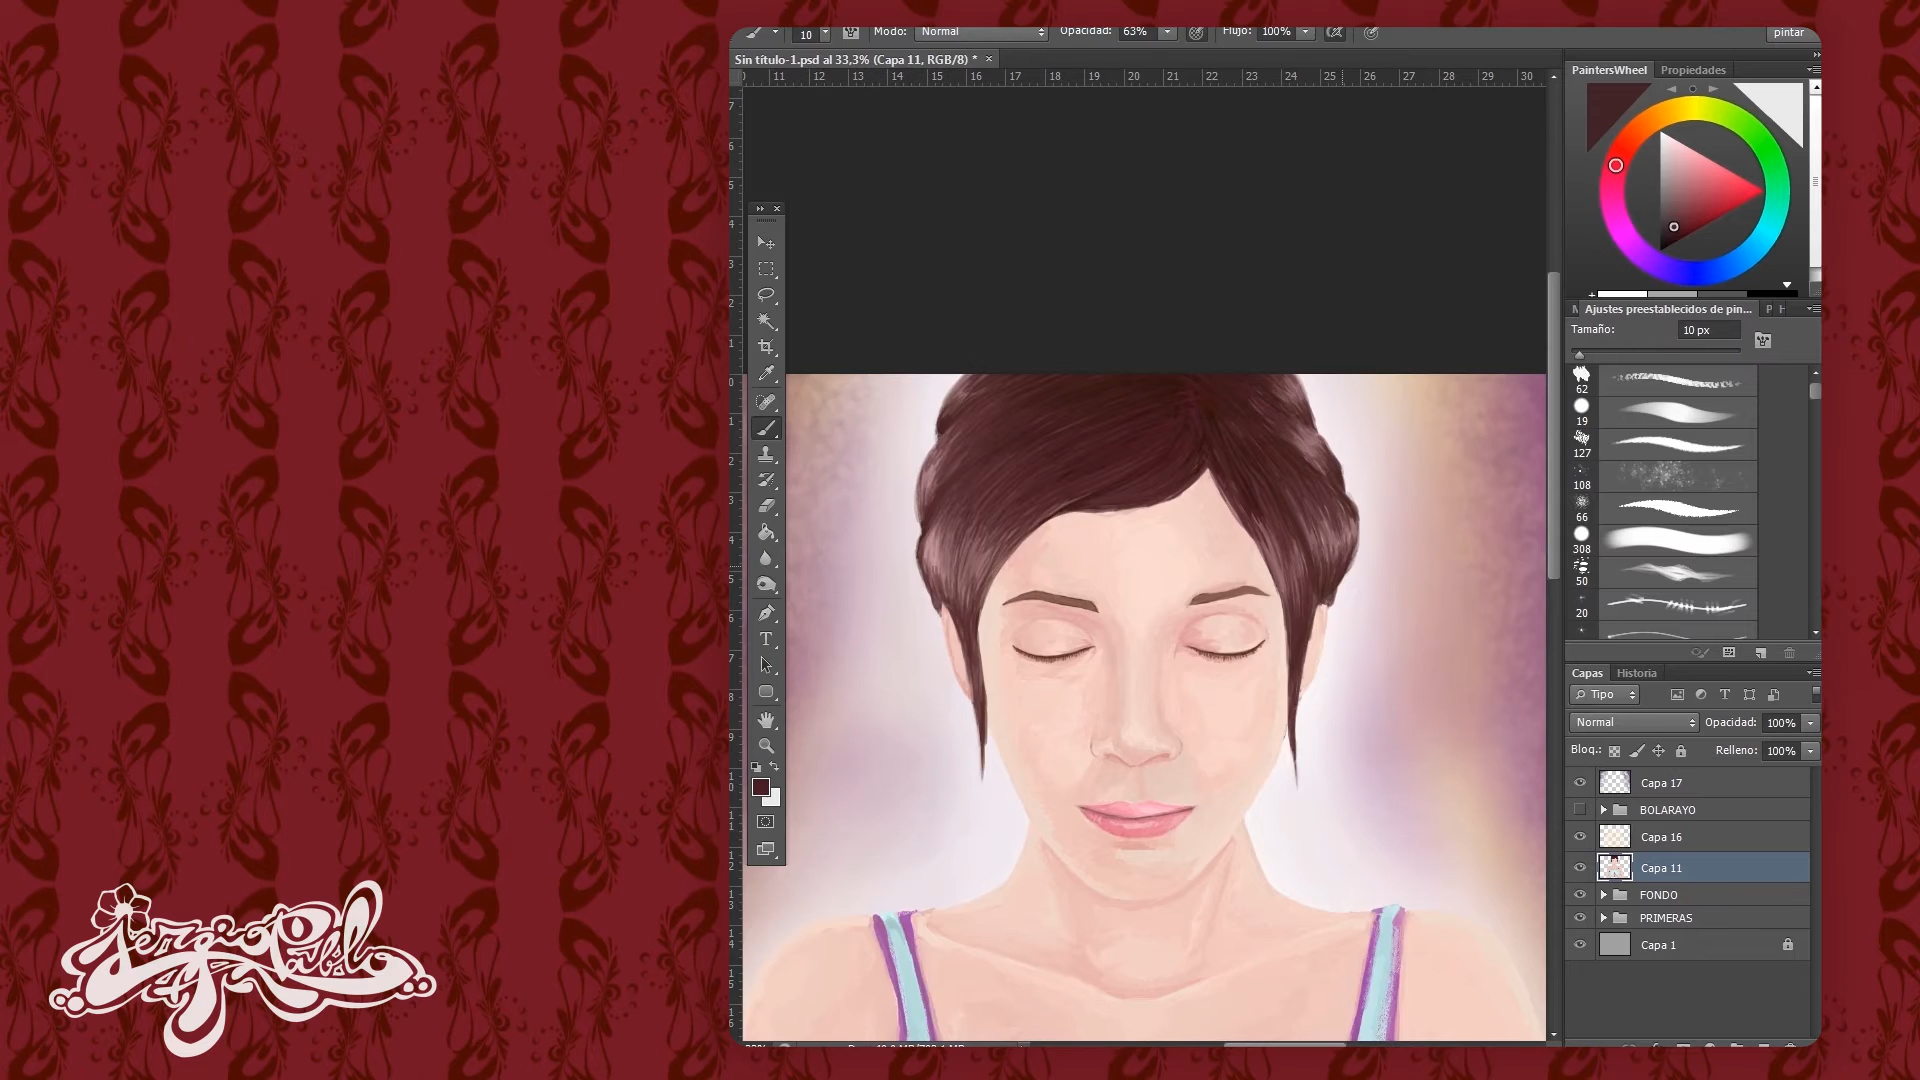 10 Modo: Normal Opacidad: 63% Flujo: 100% pintar
Sin título-1.psd al 33,3% (Capa 11, RGB/8) * ×
11 12 13 14 15 16 17 18 19 20 21 22 23 24 25 26 27 28 29 30
PaintersWheel Propiedades
Ajustes preestablecidos de pin...
Tamaño: 10 px
62
19
127
108
66
308
50
20
Capas Historia
Tipo
Normal Opacidad: 100%
Bloq.: Relleno: 100%
Capa 17
BOLARAYO
Capa 16
Capa 11
FONDO
PRIMERAS
Capa 1
Sergio Pablo